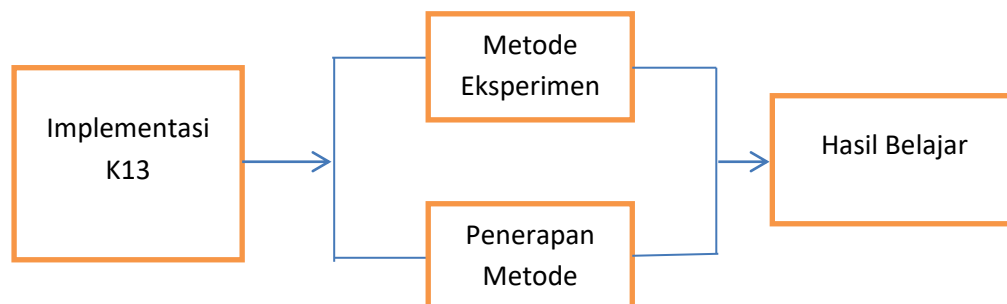 Implementasi
K13
Metode
Eksperimen
Penerapan
Metode
Hasil Belajar